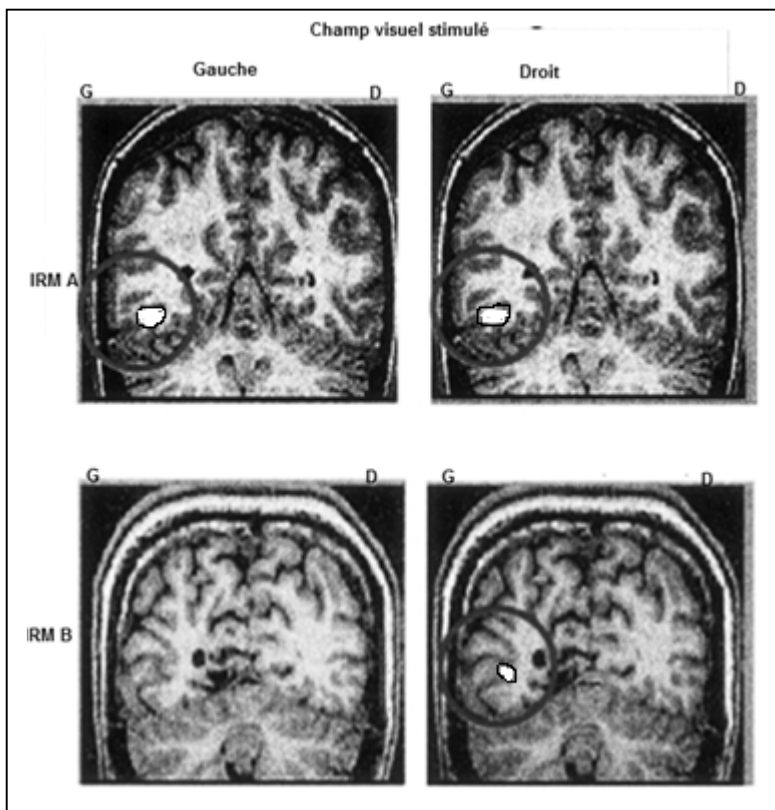 Champ visuel stimulé
Gauche Droit
G D G D
IRM A
G D G D
IRM B